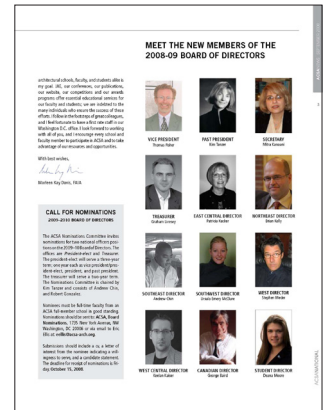 MEET THE NEW MEMBERS OF THE
2008-09 BOARD OF DIRECTORS
architectural schools, faculty, and students alike is
my goal. JAE, our conferences, our publications,
our website, our competitions and our awards
programs offer essential educational services for
our faculty and students; we are indebted to the
many individuals who ensure the success of these
efforts. I follow in the footsteps of great colleagues,
and I feel fortunate to have a first rate staff in our
Washington D.C. office. I look forward to working
with all of you, and I encourage every school and
faculty member to participate in ACSA and to take
advantage of our resources and opportunities.
With best wishes,
Marleen Kay Davis, FAIA
CALL FOR NOMINATIONS
2009–2010 BOARD OF DIRECTORS
The ACSA Nominations Committee invites
nominations for two national officers posi-
tions on the 2009-10 Board of Directors. The
offices are President-elect and Treasurer.
The president-elect will serve a three-year
term, one year each as vice president/pres-
ident-elect, president, and past president.
The treasurer will serve a two-year term.
The Nominations Committee is chaired by
Kim Tanzer and consists of Andrew Chin,
and Robert Gonzales.
Nominees must be full-time faculty from an
ACSA full-member school in good standing.
Nominations should be sent to: ACSA, Board
Nominations, 1735 New York Avenue, NW
Washington, DC 20006 or via email to Eric
Ellis at: eellis@acsa-arch.org.
Submissions should include a cv, a letter of
interest from the nominee indicating a will-
ingness to serve, and a candidate statement.
The deadline for receipt of nominations is Fri-
day October 15, 2008.
VICE PRESIDENT
Thomas Fisher
PAST PRESIDENT
Kim Tanzer
SECRETARY
Mitra Kanaani
TREASURER
Graham Livesey
EAST CENTRAL DIRECTOR
Patricia Kucker
NORTHEAST DIRECTOR
Brian Kelly
SOUTHEAST DIRECTOR
Andrew Chin
SOUTHWEST DIRECTOR
Ursula Emery McClure
WEST DIRECTOR
Stephen Meder
WEST CENTRAL DIRECTOR
Keelan Kaiser
CANADIAN DIRECTOR
George Baird
STUDENT DIRECTOR
Deana Moore
ACSANATIONAL